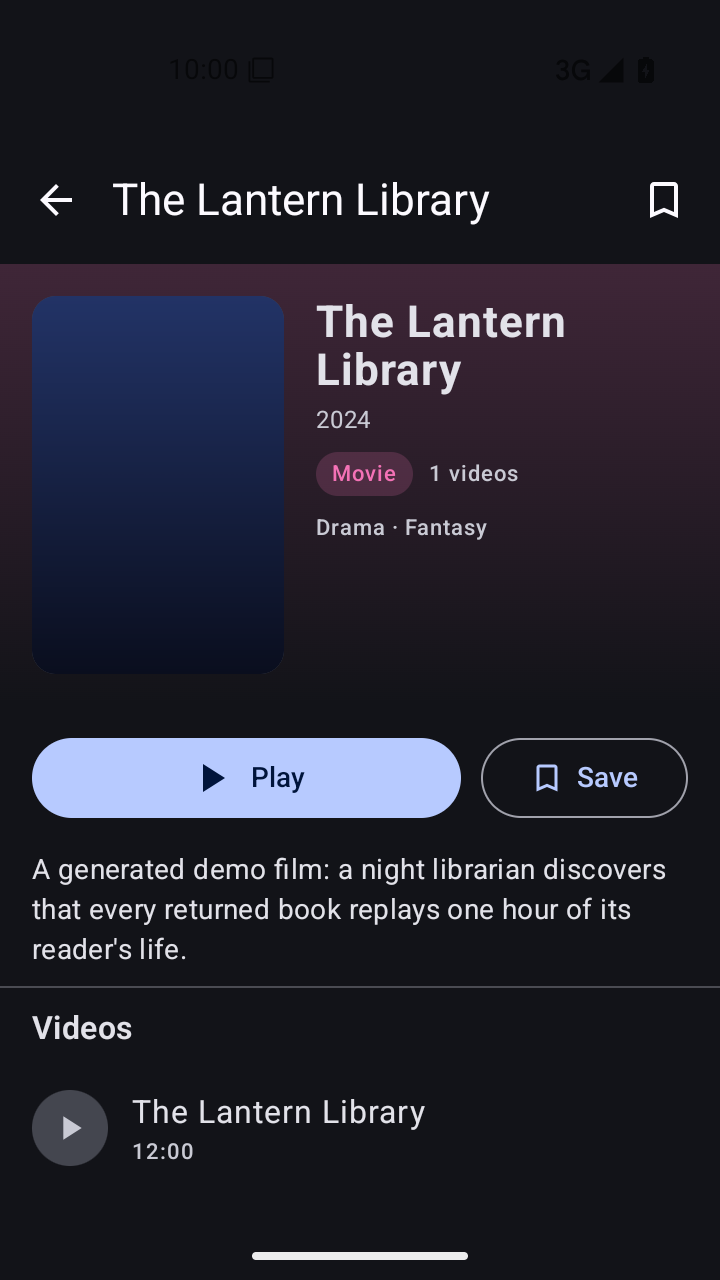 10:00
3G
The Lantern Library
The Lantern
Library
2024
Movie
1 videos
Drama · Fantasy
Play
Save
A generated demo film: a night librarian discovers
that every returned book replays one hour of its
reader's life.
Videos
The Lantern Library
12:00